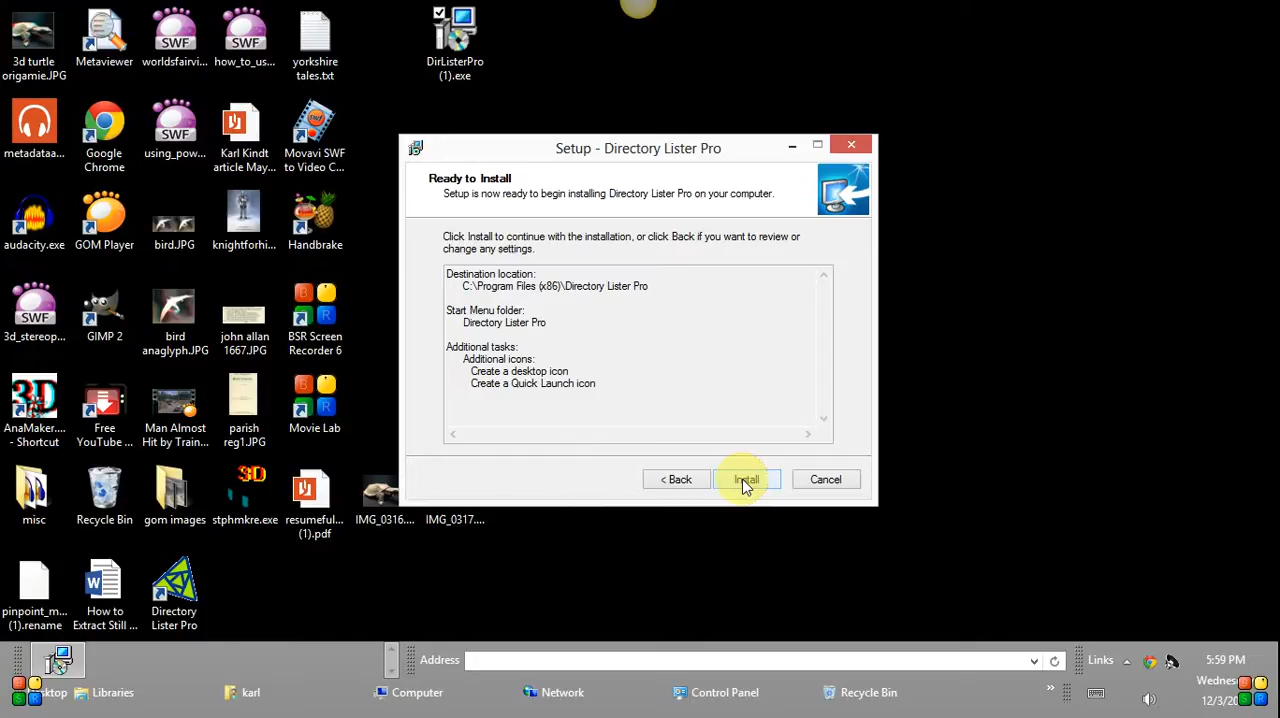 3d turtle
origamie.JPG
Metaviewer
SWF
worldsfairvi...
SWF
how_to_us...
yorkshire
tales.txt
DirListerPro
(1).exe
metadataa...
Google
Chrome
SWF
using_pow...
Karl Kindt
article May...
Movavi SWF
to Video C...
audacity.exe
GOM Player
bird.JPG
knightforhi...
Handbrake
SWF
3d_stereop...
GIMP 2
bird
anaglyph.JPG
john allan
1667.JPG
B S
B R
BSR Screen
Recorder 6
3D
AnaMaker....
- Shortcut
Free
YouTube ...
Man Almost
Hit by Train...
parish
reg1.JPG
B S
B R
Movie Lab
misc
Recycle Bin
gom images
3D
stphmkre.exe
resumeful...
(1).pdf
IMG_0316....
IMG_0317....
pinpoint_m...
(1).rename
How to
Extract Still ...
Directory
Lister Pro
Setup - Directory Lister Pro
Ready to Install
Setup is now ready to begin installing Directory Lister Pro on your computer.
Click Install to continue with the installation, or click Back if you want to review or
change any settings.
Destination location:
C:\Program Files (x86)\Directory Lister Pro
Start Menu folder:
Directory Lister Pro
Additional tasks:
Additional icons:
Create a desktop icon
Create a Quick Launch icon
< Back
Install
Cancel
Address
Links
5:59 PM
Libraries
karl
Computer
Network
Control Panel
Recycle Bin
»